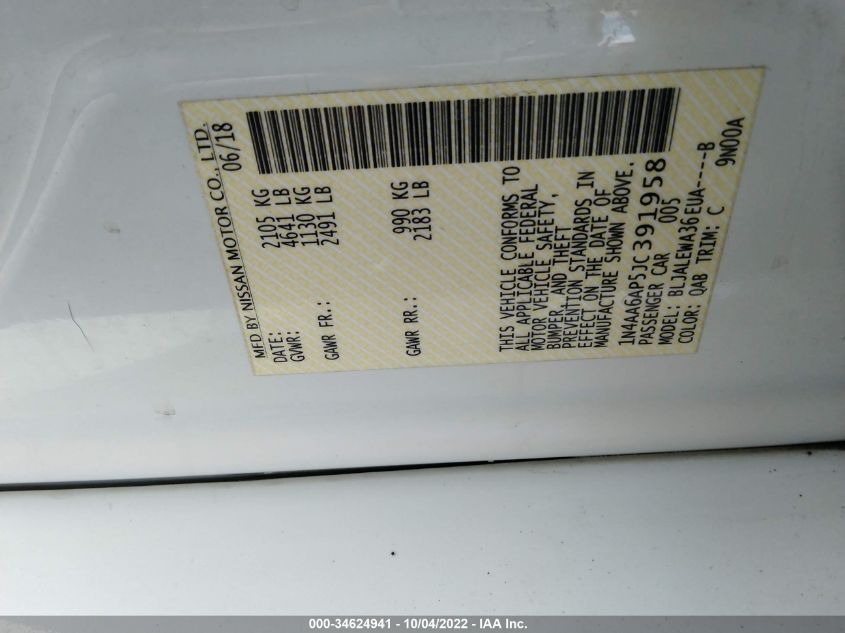 MFD BY NISSAN MOTOR CO., LTD.
DATE: 06/18
GVWR: 2105 KG
4641 LB
1130 KG
GAWR FR.: 2491 LB
990 KG
GAWR RR.: 2183 LB
THIS VEHICLE CONFORMS TO
ALL APPLICABLE FEDERAL
MOTOR VEHICLE SAFETY,
BUMPER, AND THEFT
PREVENTION STANDARDS IN
EFFECT ON THE DATE OF
MANUFACTURE SHOWN ABOVE.
1N4AA6AP5JC391958
PASSENGER CAR 005
MODEL: BLJALEWA36EUA----B
COLOR: QAB TRIM: C 9N00A
000-34624941 - 10/04/2022 - IAA Inc.